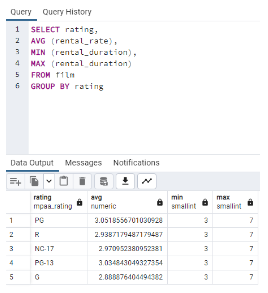 Query Query History
1 SELECT rating,
2 AVG (rental_rate),
3 MIN (rental_duration),
4 MAX (rental_duration)
5 FROM film
6 GROUP BY rating
Data Output Messages Notifications
rating avg min max
mpaa_rating numeric smallint smallint
1 PG 3.0518556701030928 3 7
2 R 2.9387179487179487 3 7
3 NC-17 2.970952380952381 3 7
4 PG-13 3.034843049327354 3 7
5 G 2.888876404494382 3 7